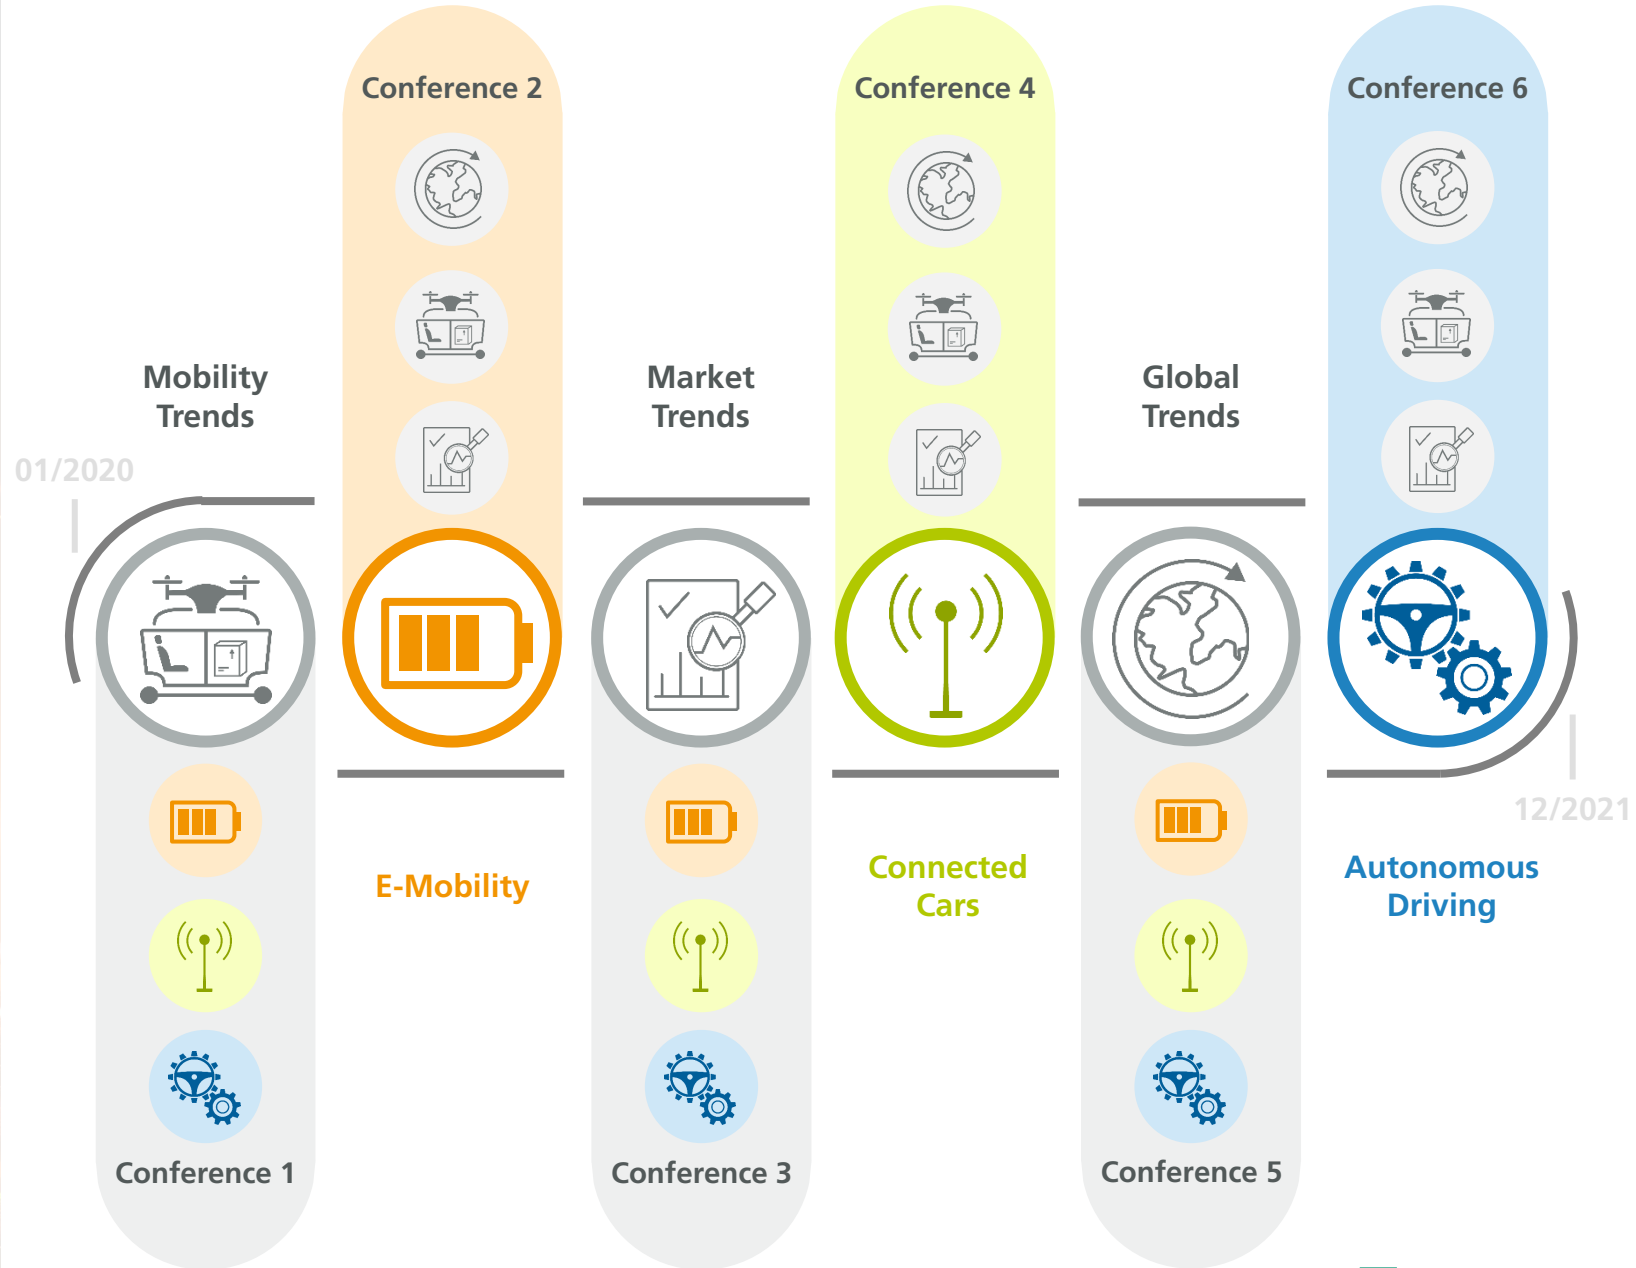 Conference 2
Conference 4
Conference 6
Mobility
Trends
Market
Trends
Global
Trends
01/2020
12/2021
E-Mobility
Connected
Cars
Autonomous
Driving
Conference 1
Conference 3
Conference 5